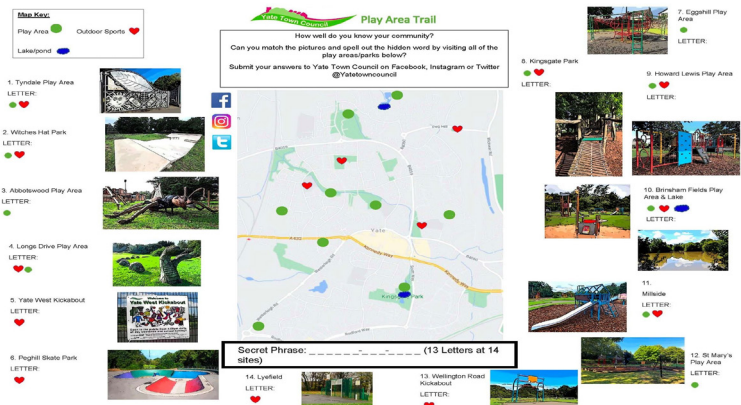 Map Key:
Play Area
Outdoor Sports
Lake/pond
Yate Town Council
Play Area Trail
How well do you know your community?
Can you match the pictures and spell out the hidden word by visiting all of the
play areas/parks below?
Submit your answers to Yate Town Council on Facebook, Instagram or Twitter
@Yatetowncouncil
1. Tyndale Play Area
LETTER:
2. Witches Hat Park
LETTER:
3. Abbotswood Play Area
LETTER:
4. Longs Drive Play Area
LETTER:
5. Yate West Kickabout
LETTER:
6. Peghill Skate Park
LETTER:
Welcome to
Yate West Kickabout
Yate
Kennedy Way
Kennedy Way
Park
Secret Phrase: _ _ _ _ _ _-_ _ _-_ _ _ _ (13 Letters at 14
sites)
14. Lyefield
LETTER:
13. Wellington Road
Kickabout
LETTER:
7. Eggshill Play
Area
LETTER:
8. Kingsgate Park
LETTER:
9. Howard Lewis Play Area
LETTER:
10. Brinsham Fields Play
Area & Lake
LETTER:
11.
Millside
LETTER:
12. St Mary's
Play Area
LETTER: